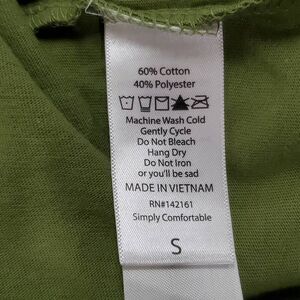 60% Cotton
40% Polyester
Machine Wash Cold
Gently Cycle
Do Not Bleach
Hang Dry
Do Not Iron
or you'll be sad
MADE IN VIETNAM
RN#142161
Simply Comfortable
S